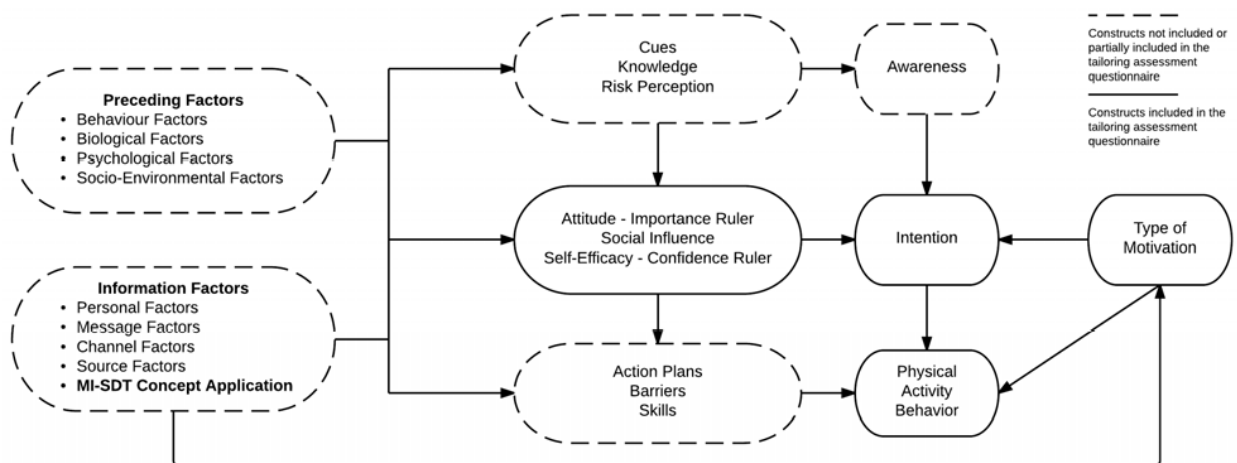 Preceding Factors
• Behaviour Factors
• Biological Factors
• Psychological Factors
• Socio-Environmental Factors
Information Factors
• Personal Factors
• Message Factors
• Channel Factors
• Source Factors
• MI-SDT Concept Application
Cues
Knowledge
Risk Perception
Attitude - Importance Ruler
Social Influence
Self-Efficacy - Confidence Ruler
Action Plans
Barriers
Skills
Awareness
Intention
Physical
Activity
Behavior
Type of
Motivation
Constructs not included or
partially included in the
tailoring assessment
questionnaire
Constructs included in the
tailoring assessment
questionnaire